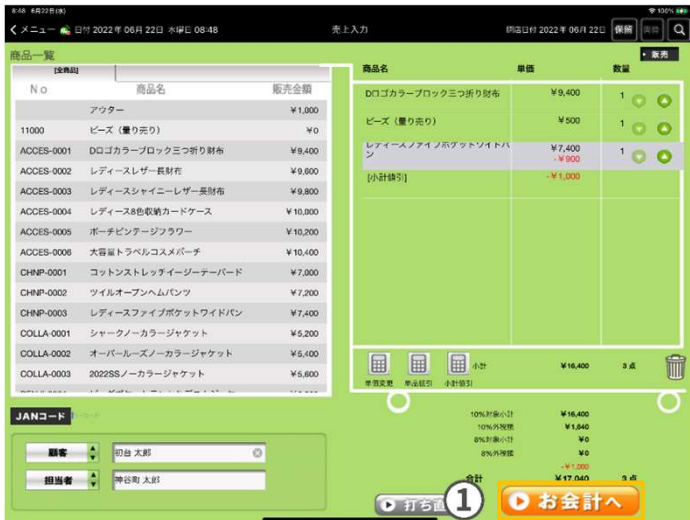 8:48 6月22日(水)
100%
メニュー 日付 2022年 06月 22日 水曜日 08:48
売上入力
開店日付 2022年 06月 22日
保留
商品一覧
販売
[全商品]
No 商品名 販売金額
アウター ¥1,000
11000 ビーズ (量り売り) ¥0
ACCES-0001 Dロゴカラーブロック三つ折り財布 ¥9,400
ACCES-0002 レディースレザー長財布 ¥9,600
ACCES-0003 レディースシャイニーレザー長財布 ¥9,800
ACCES-0004 レディース8色収納カードケース ¥10,000
ACCES-0005 ポーチピンテージフラワー ¥10,200
ACCES-0006 大容量トラベルコスメポーチ ¥10,400
CHNP-0001 コットンストレッチイージーテーパード ¥7,000
CHNP-0002 ツイルオープンヘムパンツ ¥7,200
CHNP-0003 レディースファイブポケットワイドパン ¥7,400
COLLA-0001 シャークノーカラージャケット ¥5,200
COLLA-0002 オーバールーズノーカラージャケット ¥5,400
COLLA-0003 2022SSノーカラージャケット ¥5,600
商品名 単価 数量
Dロゴカラーブロック三つ折り財布 ¥9,400 1
ビーズ (量り売り) ¥500 1
レディースファイブポケットワイドパン ¥7,400 1
-¥900
[小計値引] -¥1,000
小計 ¥16,400 3点
単価変更 単品値引 小計値引
JANコード
顧客 初台 太郎
担当者 神谷町 太郎
10%対象小計 ¥16,400
10%外税税 ¥1,640
8%対象小計 ¥0
8%外税税 ¥0
-¥1,000
合計 ¥17,040 3点
打ち直
1
お会計へ